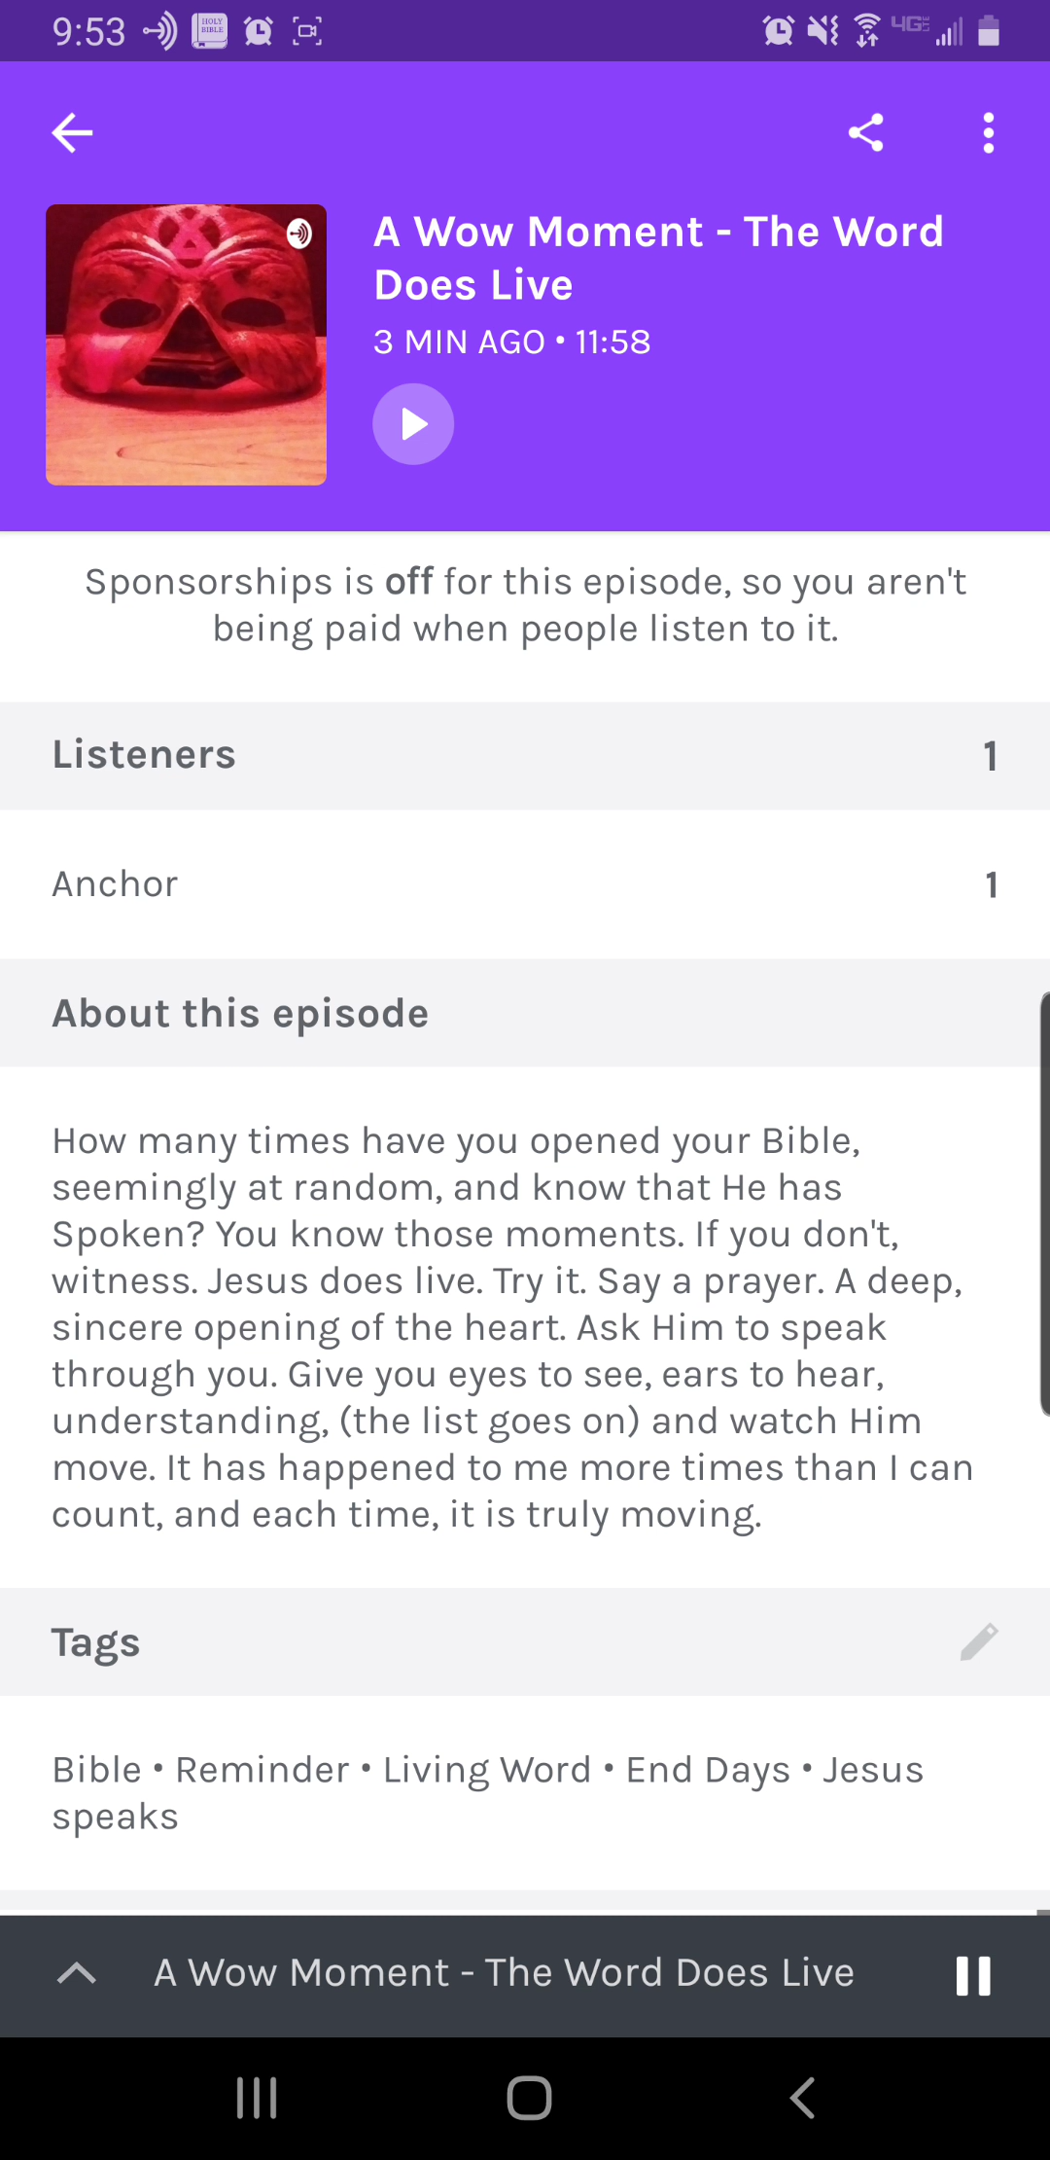 9:53
HOLY
BIBLE
4GE
A Wow Moment - The Word
Does Live
3 MIN AGO • 11:58
Sponsorships is off for this episode, so you aren't
being paid when people listen to it.
Listeners 1
Anchor 1
About this episode
How many times have you opened your Bible,
seemingly at random, and know that He has
Spoken? You know those moments. If you don't,
witness. Jesus does live. Try it. Say a prayer. A deep,
sincere opening of the heart. Ask Him to speak
through you. Give you eyes to see, ears to hear,
understanding, (the list goes on) and watch Him
move. It has happened to me more times than I can
count, and each time, it is truly moving.
Tags
Bible • Reminder • Living Word • End Days • Jesus
speaks
A Wow Moment - The Word Does Live